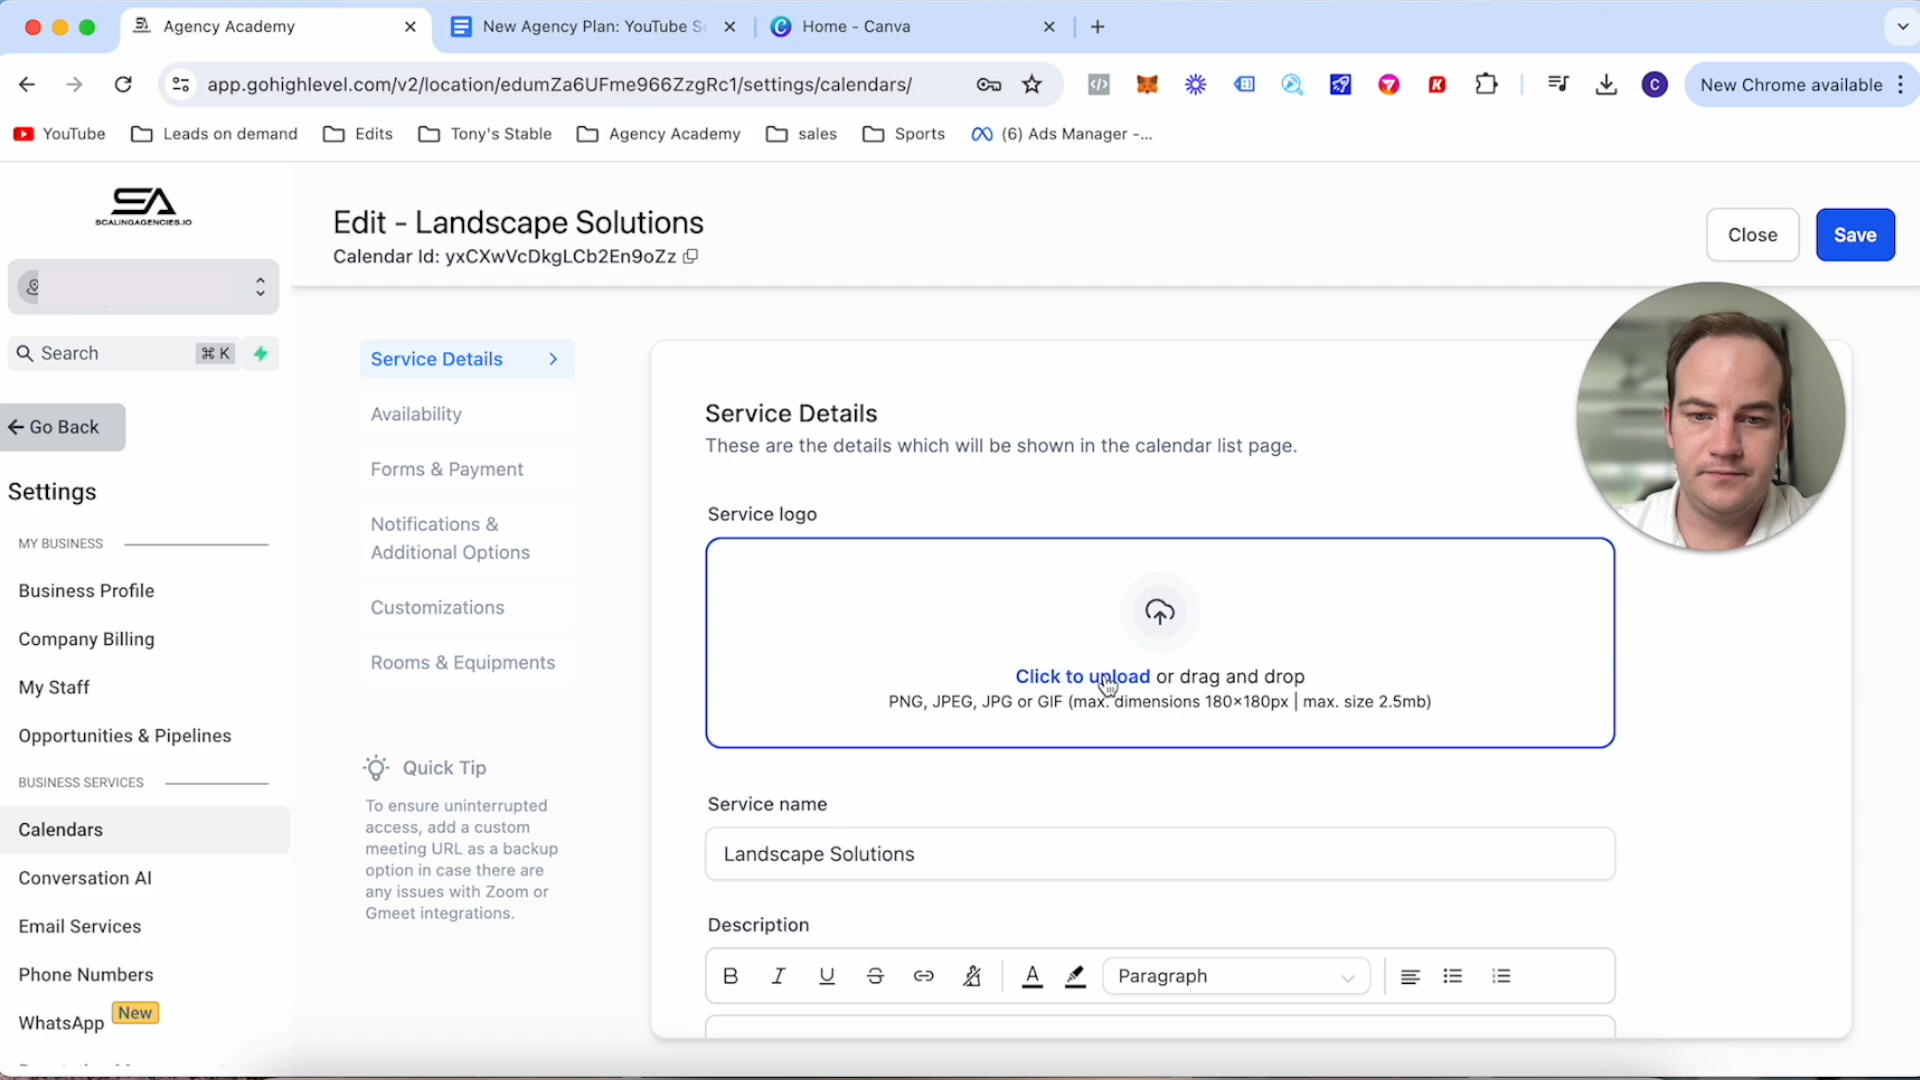 Agency Academy
New Agency Plan: YouTube Se
Home - Canva
app.gohighlevel.com/v2/location/edumZa6UFme966ZzgRc1/settings/calendars/
C
New Chrome available
YouTube
Leads on demand
Edits
Tony's Stable
Agency Academy
sales
Sports
(6) Ads Manager -...
SA
SCALINGAGENCIES.IO
Edit - Landscape Solutions
Calendar Id: yxCXwVcDkgLCb2En9oZz
Close
Save
Search
⌘ K
Go Back
Settings
MY BUSINESS
Business Profile
Company Billing
My Staff
Opportunities & Pipelines
BUSINESS SERVICES
Calendars
Conversation AI
Email Services
Phone Numbers
WhatsApp
New
Service Details
Availability
Forms & Payment
Notifications &
Additional Options
Customizations
Rooms & Equipments
Quick Tip
To ensure uninterrupted
access, add a custom
meeting URL as a backup
option in case there are
any issues with Zoom or
Gmeet integrations.
Service Details
These are the details which will be shown in the calendar list page.
Service logo
Click to upload or drag and drop
PNG, JPEG, JPG or GIF (max. dimensions 180×180px | max. size 2.5mb)
Service name
Landscape Solutions
Description
B I U S A Paragraph